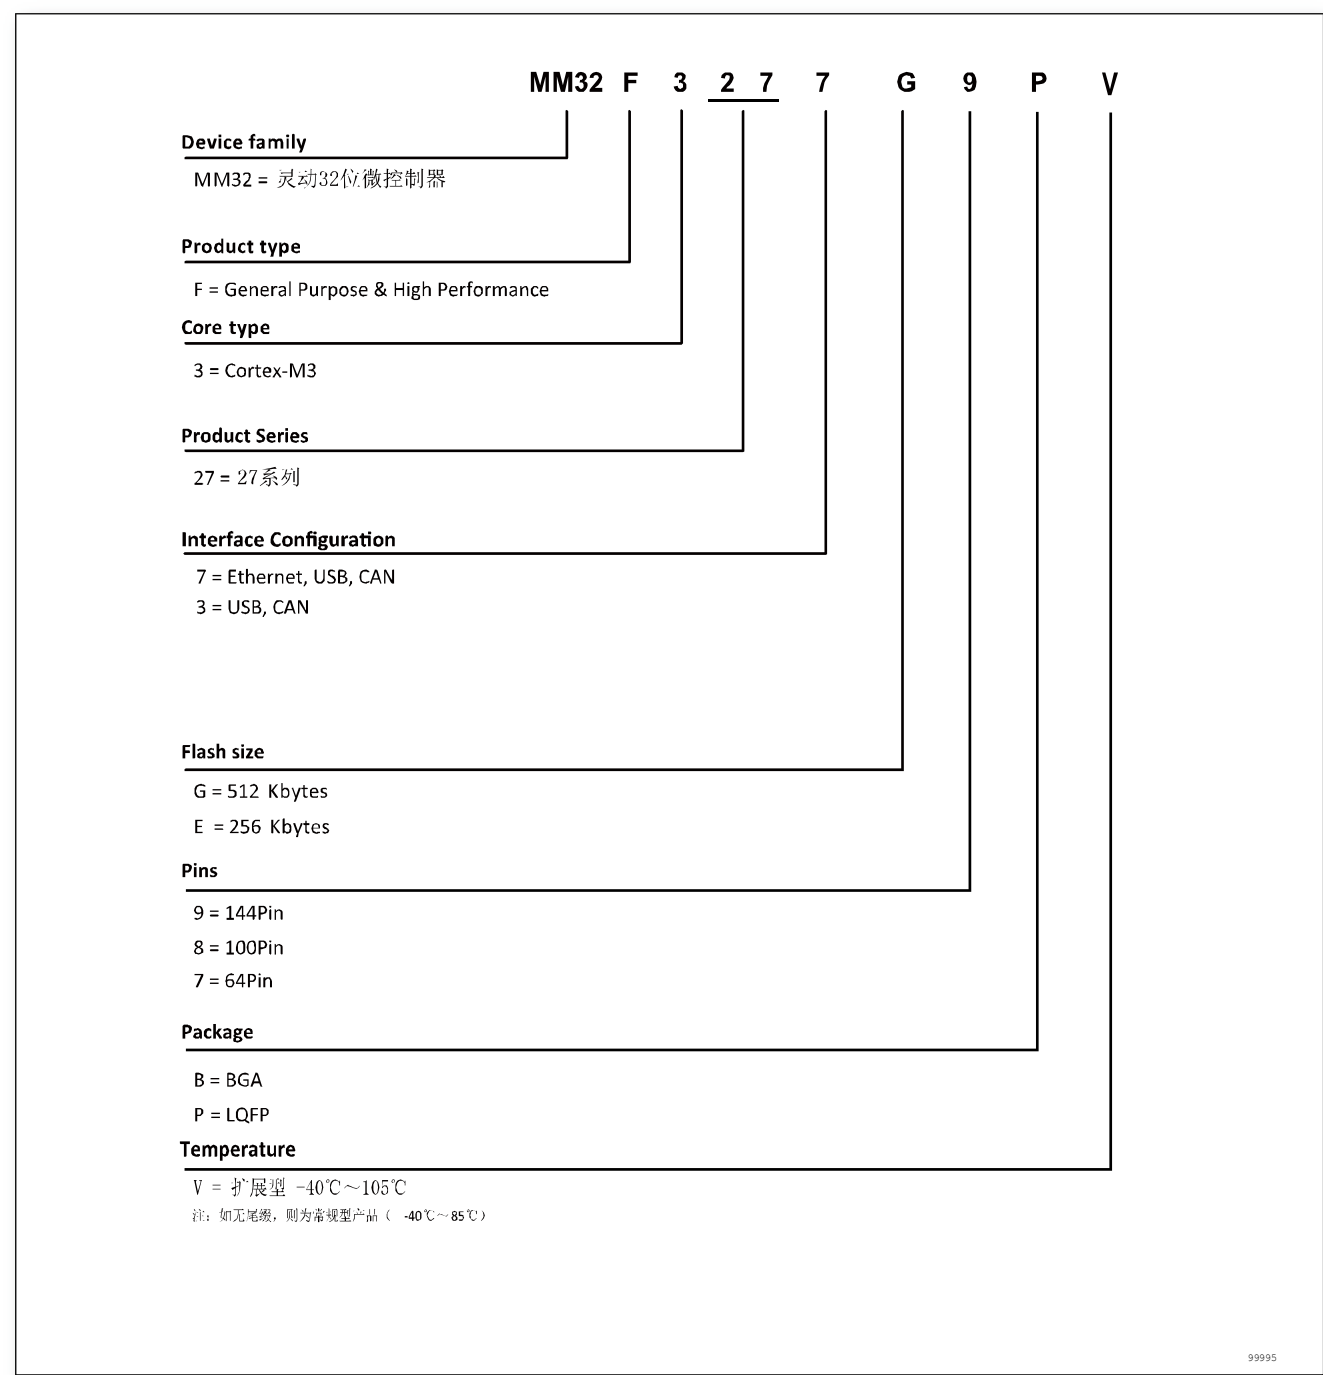 MM32 F 3 2 7 7 G 9 P V
Device family
MM32 = 灵动32位微控制器
Product type
F = General Purpose & High Performance
Core type
3 = Cortex-M3
Product Series
27 = 27系列
Interface Configuration
7 = Ethernet, USB, CAN
3 = USB, CAN
Flash size
G = 512 Kbytes
E = 256 Kbytes
Pins
9 = 144Pin
8 = 100Pin
7 = 64Pin
Package
B = BGA
P = LQFP
Temperature
V = 扩展型 -40℃～105℃
注：如无尾缀，则为常规型产品（ -40℃～85℃）
99995